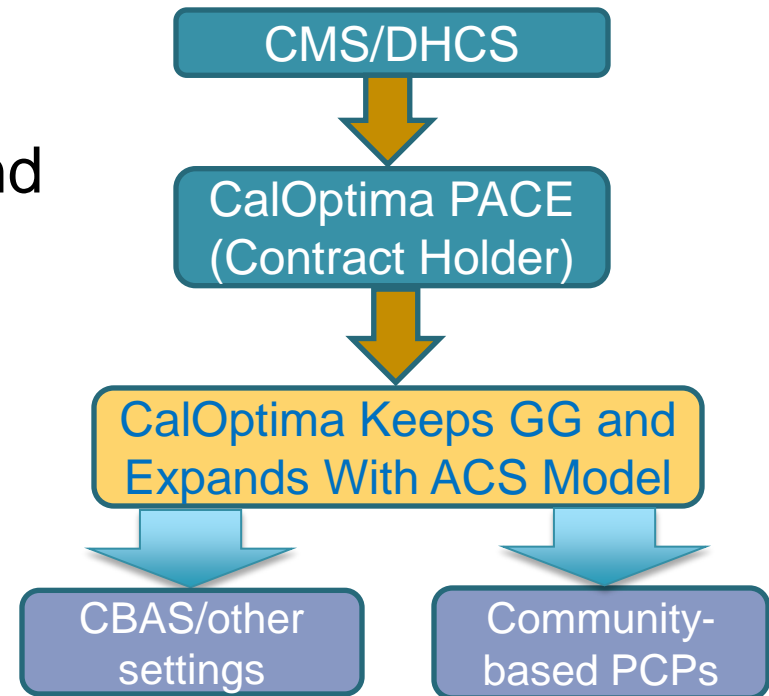 CMS/DHCS
nd
CalOptima PACE
(Contract Holder)
CalOptima Keeps GG and
Expands With ACS Model
CBAS/other
settings
Community-
based PCPs